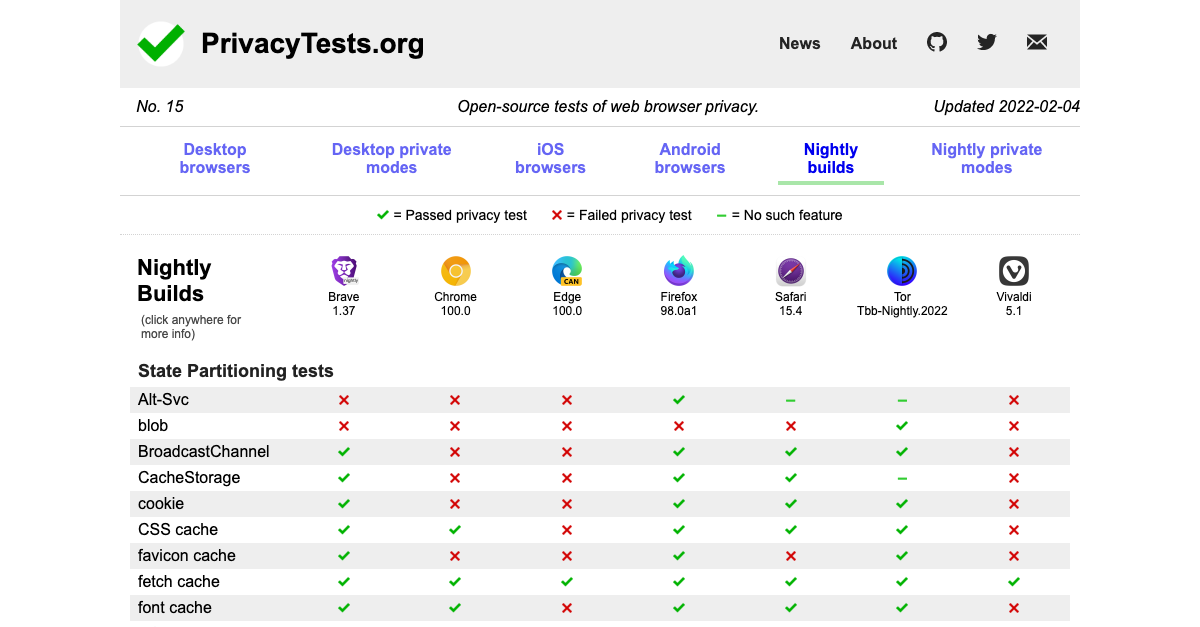 PrivacyTests.org
News About
No. 15 Open-source tests of web browser privacy. Updated 2022-02-04
Desktop browsers Desktop private modes iOS browsers Android browsers Nightly builds Nightly private modes
= Passed privacy test = Failed privacy test = No such feature
Nightly Builds
(click anywhere for more info)
nightly
CAN
Brave 1.37
Chrome 100.0
Edge 100.0
Firefox 98.0a1
Safari 15.4
Tor Tbb-Nightly.2022
Vivaldi 5.1
State Partitioning tests
Alt-Svc
blob
BroadcastChannel
CacheStorage
cookie
CSS cache
favicon cache
fetch cache
font cache